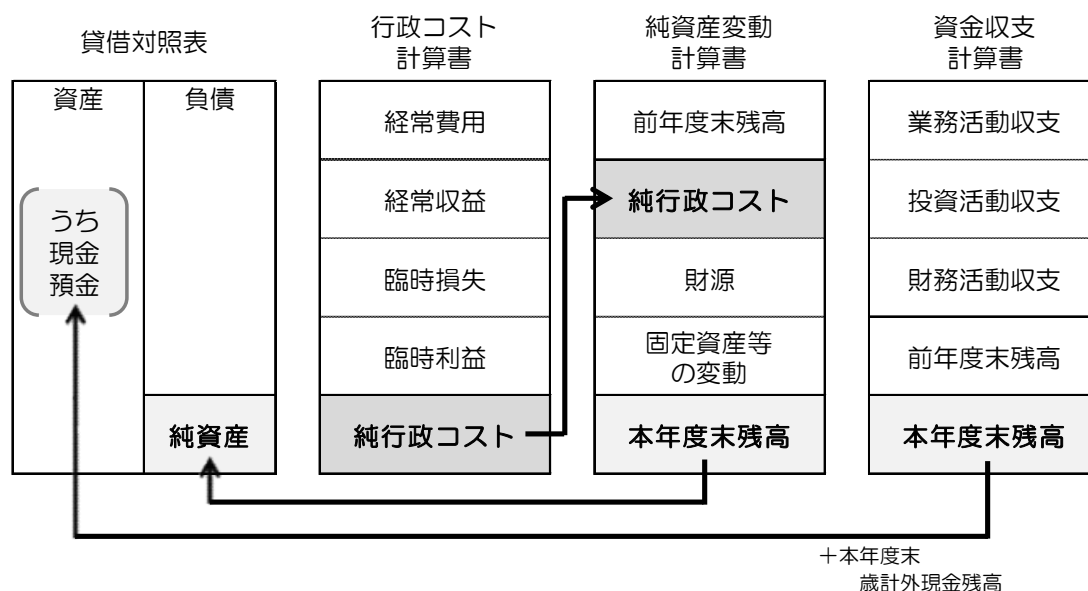 貸借対照表
資産
負債
うち
現金
預金
純資産
行政コスト
計算書
経常費用
経常収益
臨時損失
臨時利益
純行政コスト
純資産変動
計算書
前年度末残高
純行政コスト
財源
固定資産等
の変動
本年度末残高
資金収支
計算書
業務活動収支
投資活動収支
財務活動収支
前年度末残高
本年度末残高
＋本年度末
歳計外現金残高